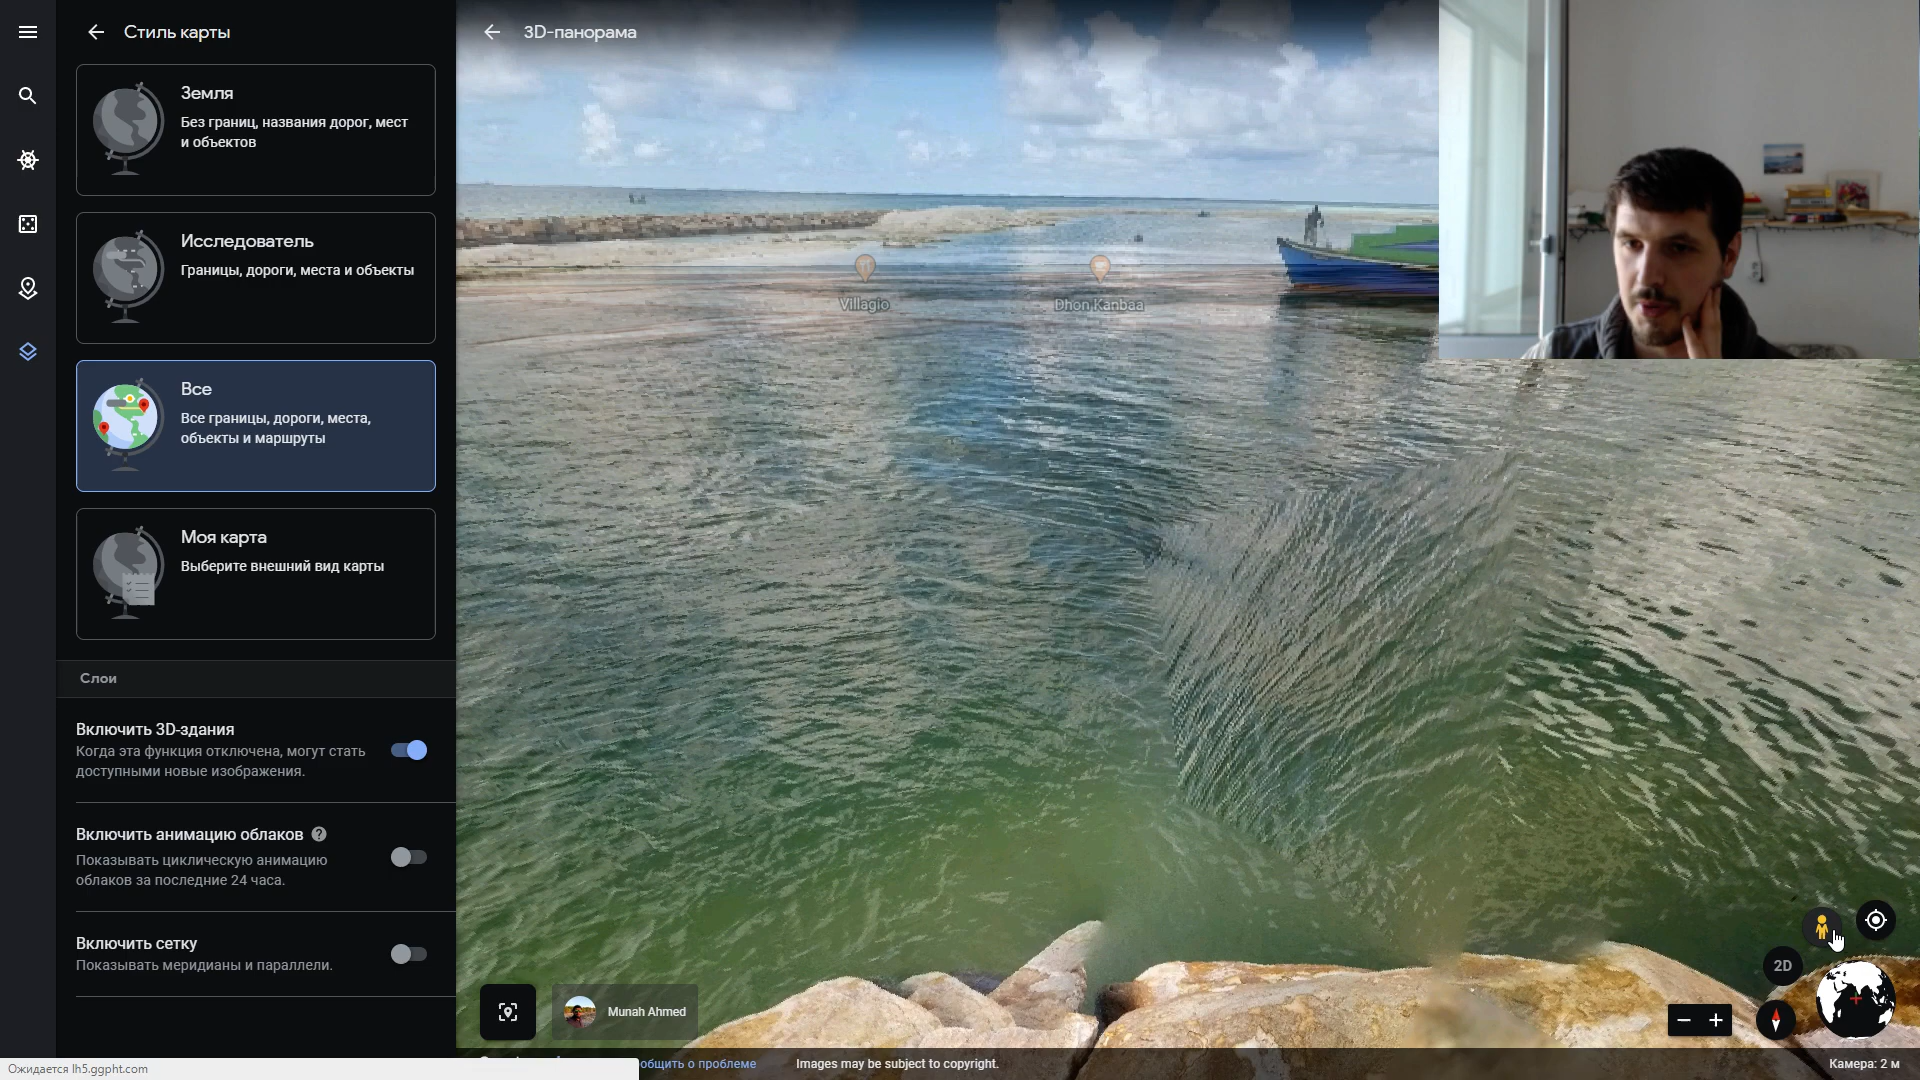 Стиль карты
Земля
Без границ, названия дорог, мест
и объектов
Исследователь
Границы, дороги, места и объекты
Все
Все границы, дороги, места,
объекты и маршруты
Моя карта
Выберите внешний вид карты
Слои
Включить 3D-здания
Когда эта функция отключена, могут стать
доступными новые изображения.
Включить анимацию облаков ?
Показывать циклическую анимацию
облаков за последние 24 часа.
Включить сетку
Показывать меридианы и параллели.
Ожидается lh5.ggpht.com
3D-панорама
Villagio
Dhon Kanbaa
2D
Munah Ahmed
общить о проблеме
Images may be subject to copyright.
Камера: 2 м